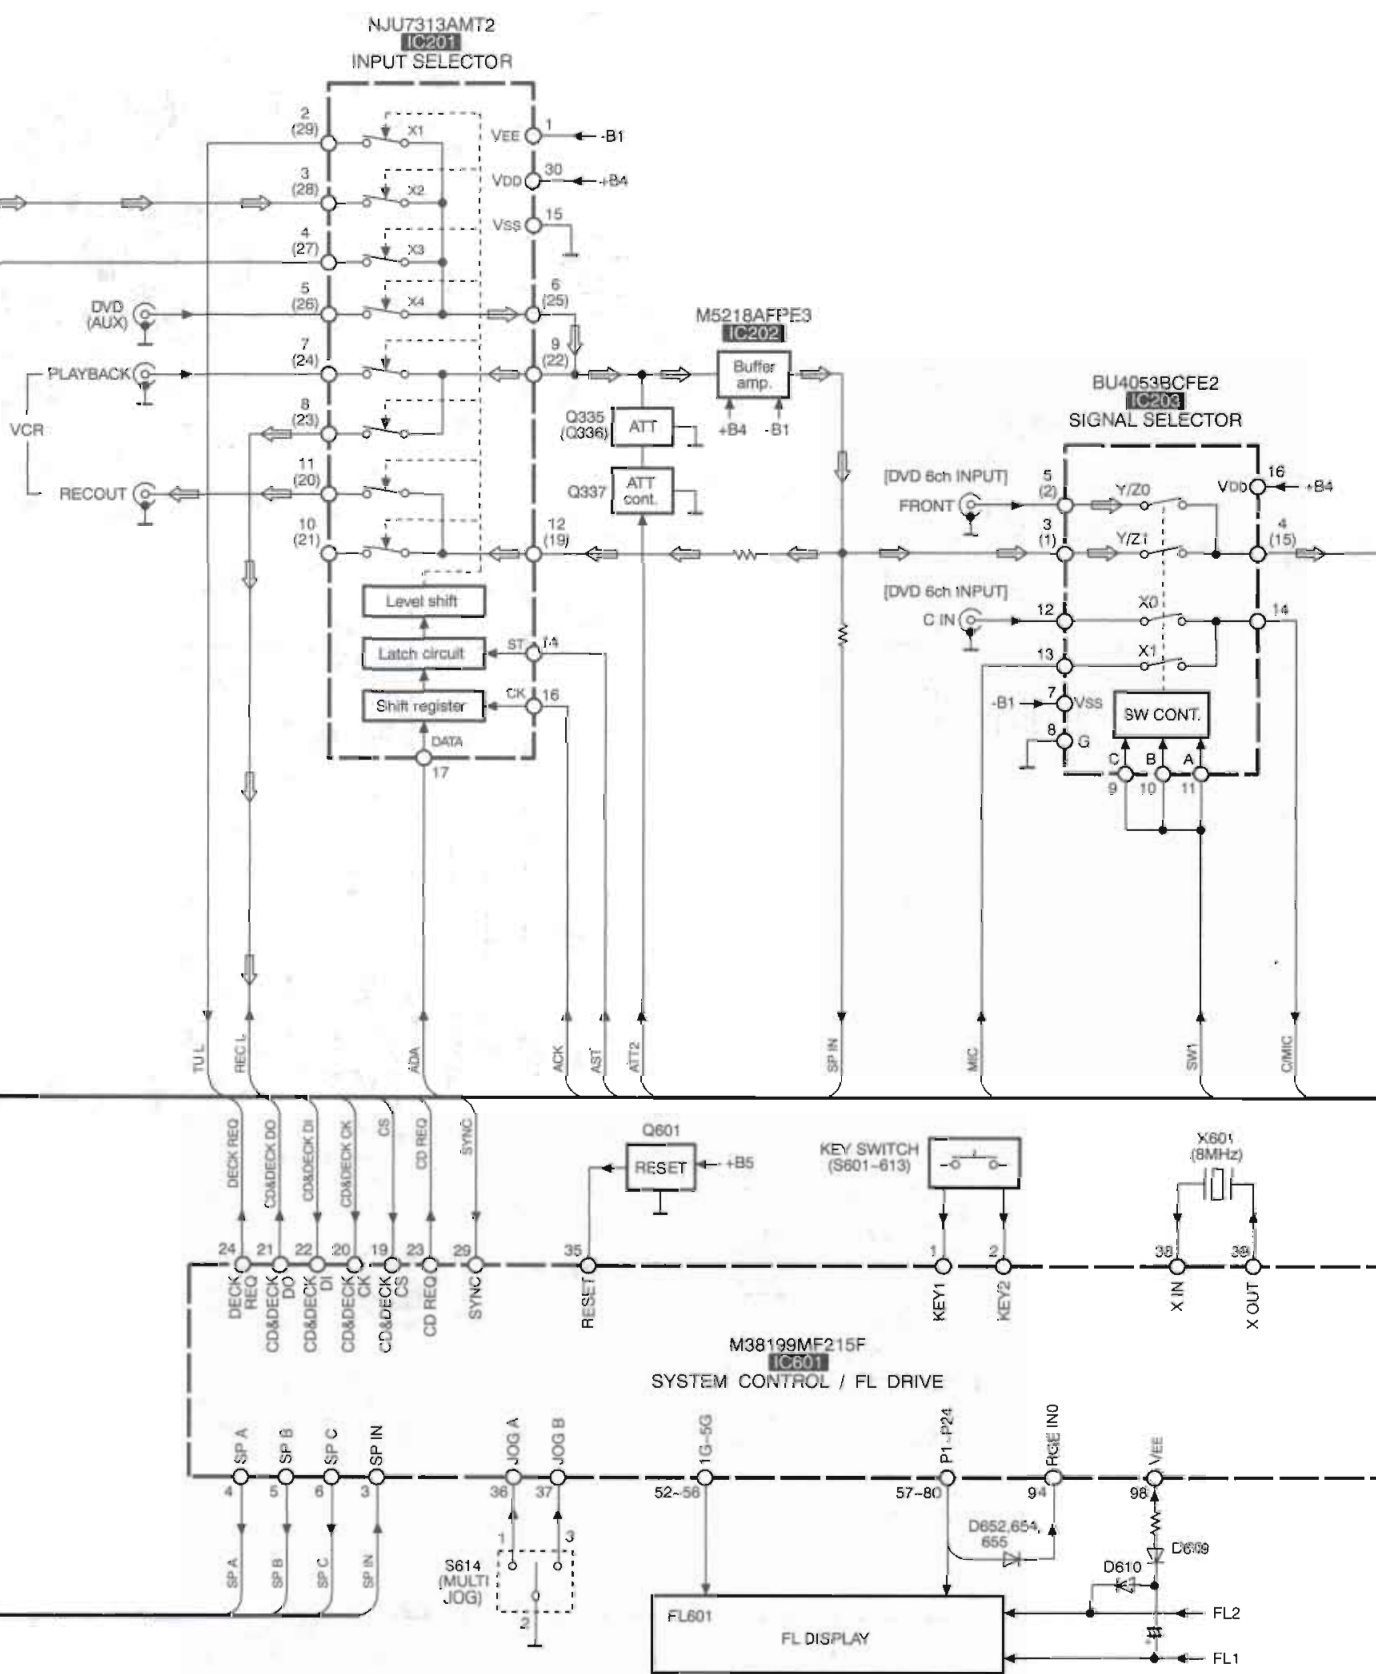 NJU7313AMT2
IC201
INPUT SELECTOR
2
(29)
X1
VEE
1
-B1
3
(28)
X2
VDD
30
+B4
4
(27)
X3
VSS
15
DVD
(AUX)
5
(26)
X4
6
(25)
M5218AFPE3
IC202
PLAYBACK
7
(24)
9
(22)
Buffer
amp.
+B4
-B1
VCR
8
(23)
Q335
(Q336)
ATT
RECOUT
11
(20)
Q337
ATT
cont.
10
(21)
12
(19)
Level shift
Latch circuit
ST
14
Shift register
CK
16
DATA
17
BU4053BCFE2
IC203
SIGNAL SELECTOR
[DVD 6ch INPUT]
FRONT
5
(2)
Y/Z0
VDD
16
+B4
3
(1)
Y/Z1
4
(15)
[DVD 6ch INPUT]
C IN
12
X0
14
13
X1
-B1
7
VSS
SW CONT.
8
G
C
B
A
9
10
11
TU L
REC L
ADA
ACK
AST
ATT2
SP IN
MIC
SW1
C/MIC
DECK REQ
CD&DECK DO
CD&DECK DI
CD&DECK CK
CS
CD REQ
SYNC
Q601
RESET
+B5
KEY SWITCH
(S601~613)
X601
(8MHz)
24
21
22
20
19
23
29
35
1
2
38
39
DECK
REQ
CD&DECK
DO
CD&DECK
DI
CD&DECK
CK
CD&DECK
CS
CD REQ
SYNC
RESET
KEY1
KEY2
X IN
X OUT
M38199MF215F
IC601
SYSTEM CONTROL / FL DRIVE
SP A
SP B
SP C
SP IN
JOG A
JOG B
1G~5G
P1~P24
RGE IN0
VEE
4
5
6
3
36
37
52~56
57~80
94
98
SP A
SP B
SP C
SP IN
1
3
S614
(MULTI
JOG)
2
D652,654,
655
D609
D610
FL601
FL DISPLAY
FL2
+
FL1